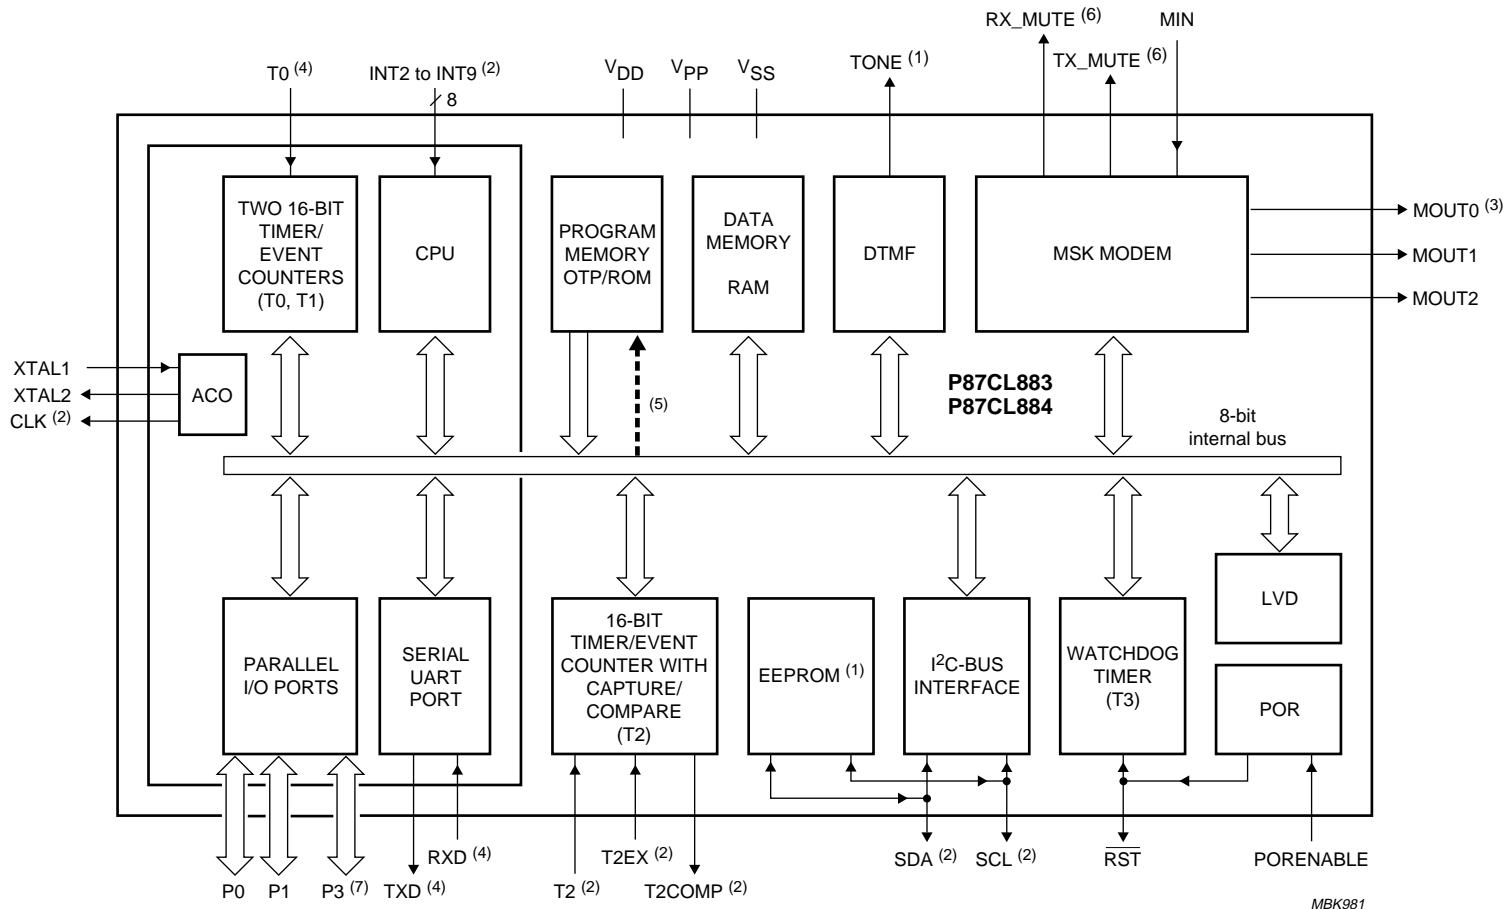 RX_MUTE (6)
MIN
TX_MUTE (6)
T0 (4)
INT2 to INT9 (2)
8
VDD
VPP
VSS
TONE (1)
TWO 16-BIT
TIMER/
EVENT
COUNTERS
(T0, T1)
CPU
PROGRAM
MEMORY
OTP/ROM
DATA
MEMORY
RAM
DTMF
MSK MODEM
MOUT0 (3)
MOUT1
MOUT2
XTAL1
XTAL2
CLK (2)
ACO
(5)
P87CL883
P87CL884
8-bit
internal bus
PARALLEL
I/O PORTS
SERIAL
UART
PORT
16-BIT
TIMER/EVENT
COUNTER WITH
CAPTURE/
COMPARE
(T2)
EEPROM (1)
I2C-BUS
INTERFACE
WATCHDOG
TIMER
(T3)
LVD
POR
P0
P1
P3 (7)
TXD (4)
RXD (4)
T2 (2)
T2EX (2)
T2COMP (2)
SDA (2)
SCL (2)
RST
PORENABLE
MBK981